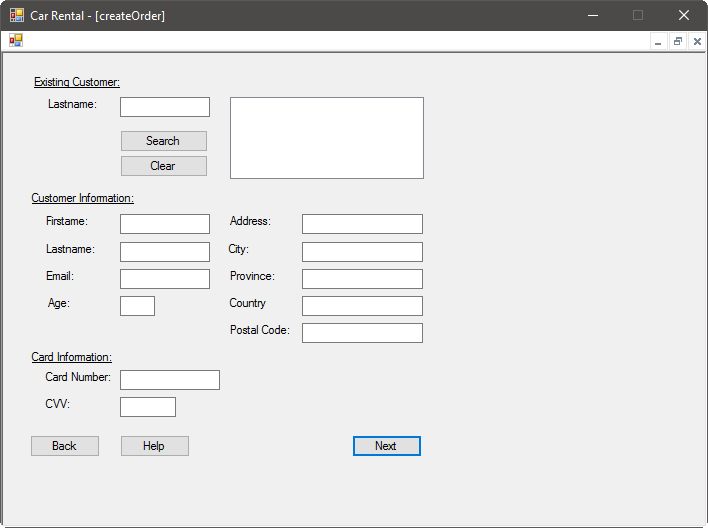 Car Rental - [createOrder]
Existing Customer:
Lastname:
Search
Clear
Customer Information:
Firstame: Address:
Lastname: City:
Email: Province:
Age: Country
Postal Code:
Card Information:
Card Number:
CVV:
Back Help Next